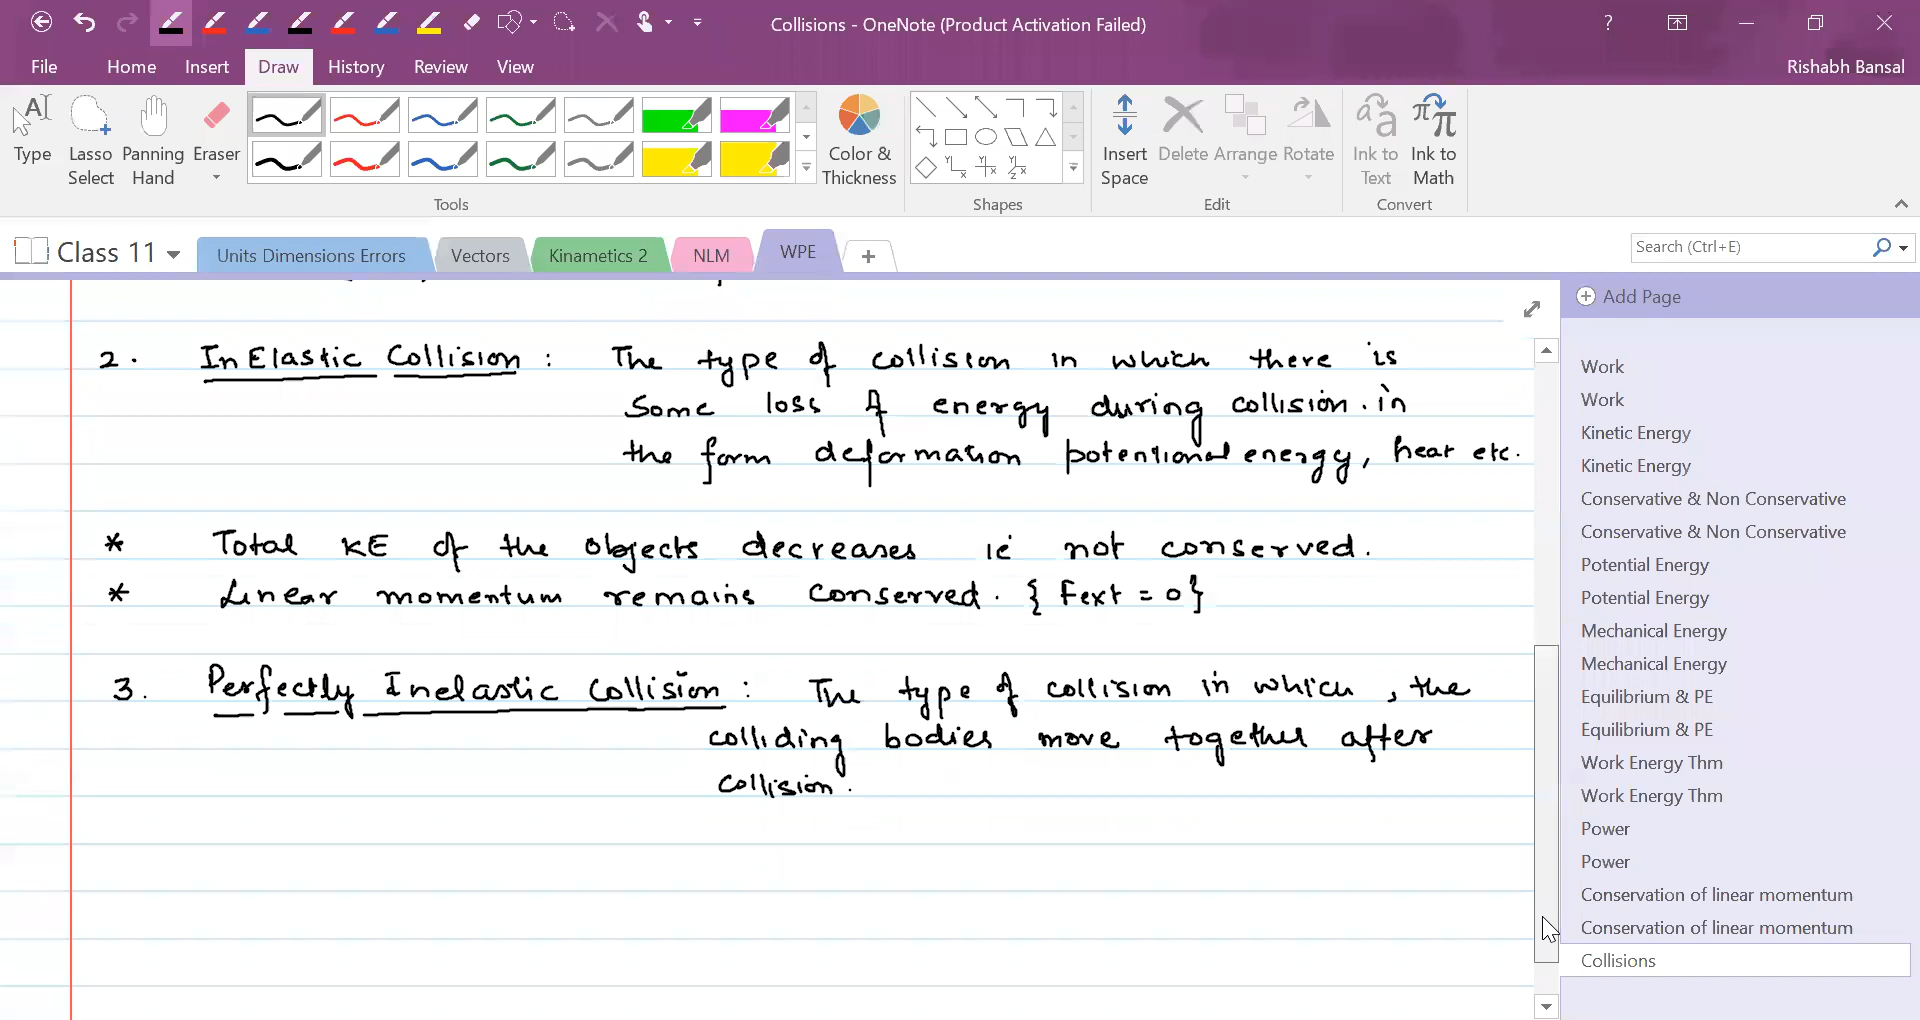 Collisions - OneNote (Product Activation Failed)
?
File Home Insert Draw History Review View
Rishabh Bansal
Type
Lasso Select
Panning Hand
Eraser
Color & Thickness
Insert Space
Delete
Arrange
Rotate
Ink to Text
Ink to Math
Tools
Shapes
Edit
Convert
Class 11
Units Dimensions Errors
Vectors
Kinametics 2
NLM
WPE
+
Search (Ctrl+E)
2. InElastic Collision : The type of collision in which there is
Some loss of energy during collision. in
the form deformation potentional energy, heat etc.
* Total KE of the objects decreases ie not conserved.
* Linear momentum remains conserved. { Fext = 0 }
3. Perfectly Inelastic Collision : The type of collision in which, the
colliding bodies move together after
collision.
Add Page
Work
Work
Kinetic Energy
Kinetic Energy
Conservative & Non Conservative
Conservative & Non Conservative
Potential Energy
Potential Energy
Mechanical Energy
Mechanical Energy
Equilibrium & PE
Equilibrium & PE
Work Energy Thm
Work Energy Thm
Power
Power
Conservation of linear momentum
Conservation of linear momentum
Collisions